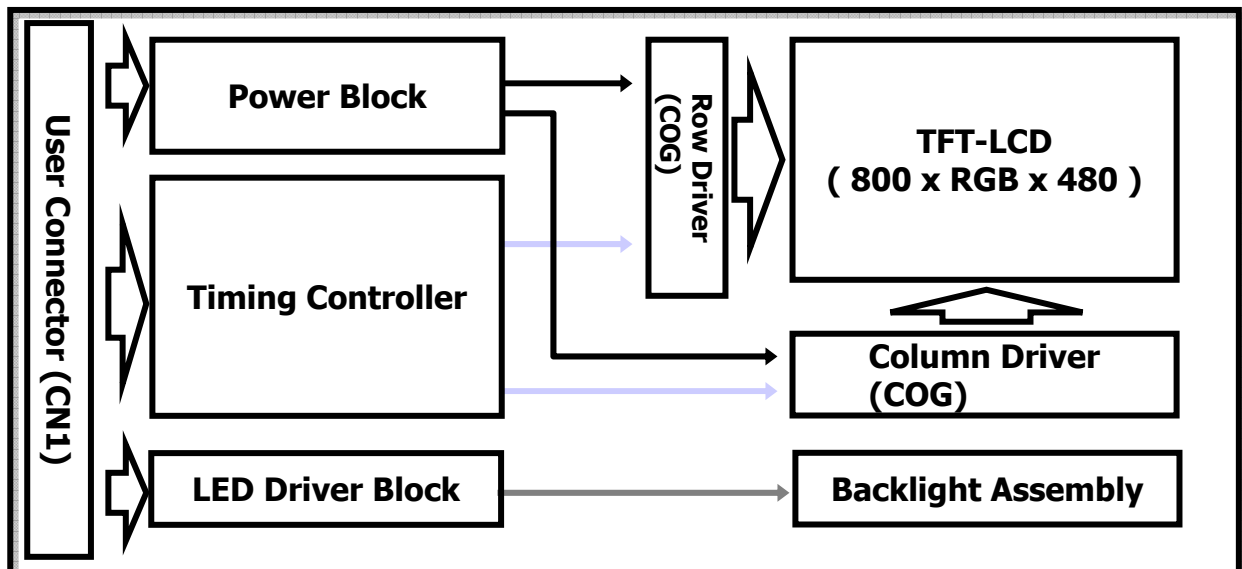 User Connector (CN1)
Power Block
Row Driver
(COG)
TFT-LCD
( 800 x RGB x 480 )
Timing Controller
Column Driver
(COG)
LED Driver Block
Backlight Assembly